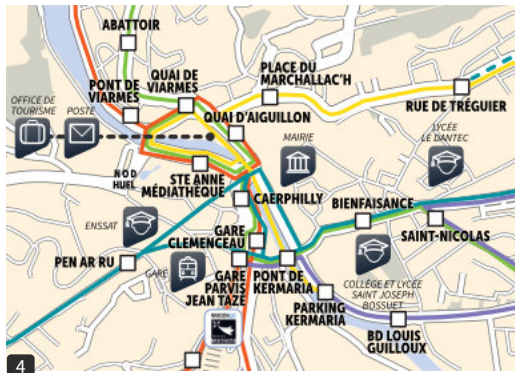 ABATTOIR
PONT DE
VIARMES
QUAI DE
VIARMES
PLACE DU
MARCHALLAC'H
OFFICE DE
TOURISME
POSTE
QUAI D'AIGUILLON
RUE DE TRÉGUIER
MAIRIE
LYCÉE
LE DANTEC
STE ANNE
MÉDIATHÈQUE
CAERPHILLY
BIENFAISANCE
ENSSAT
GARE
CLEMENCEAU
SAINT-NICOLAS
PEN AR RU
GARE
GARE
PARVIS
JEAN TAZÉ
PONT DE
KERMARIA
COLLÈGE ET LYCÉE
SAINT JOSEPH
BOSSUET
PARKING
KERMARIA
BD LOUIS
GUILLOUX
4